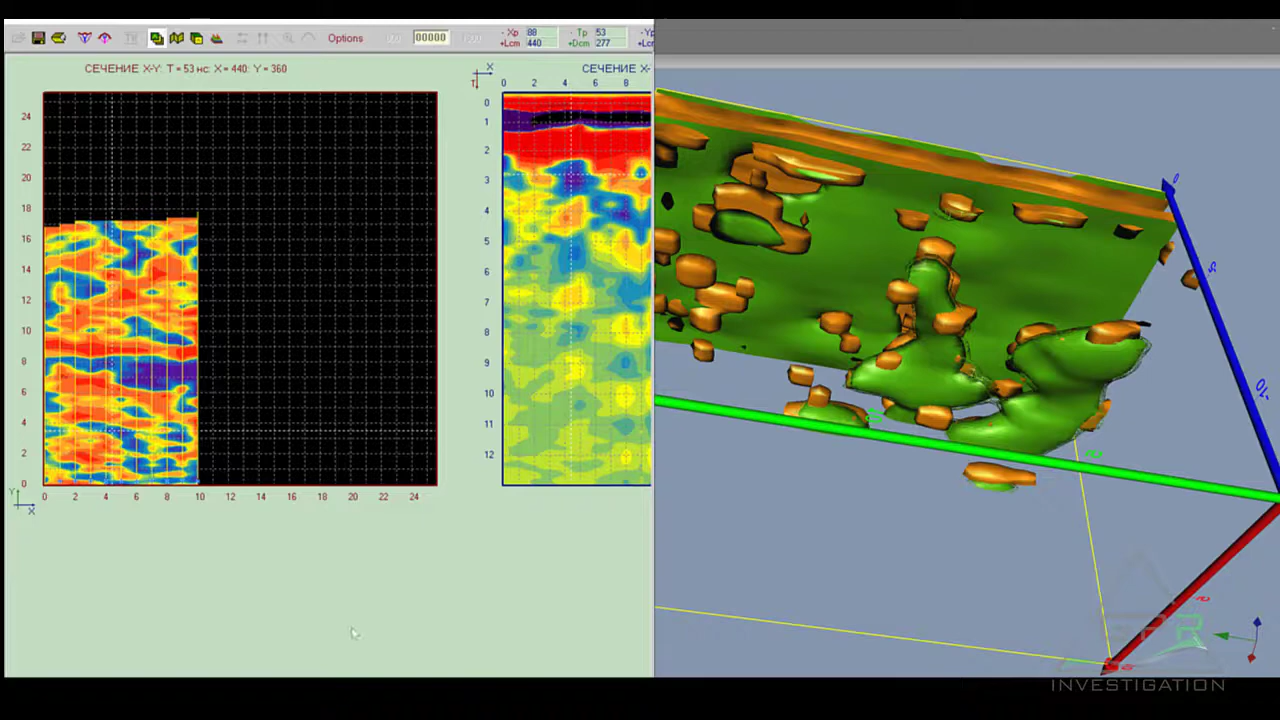 Options
00000
Xp 88
+Lcm 440
Tp 53
+Dcm 277
СЕЧЕНИЕ X-Y: T = 53 нс: X = 440: Y = 360
СЕЧЕНИЕ X-
X
T
0 2 4 6 8
24
22
20
18
16
14
12
10
8
6
4
2
0
Y
X
0 2 4 6 8 10 12 14 16 18 20 22 24
0
1
2
3
4
5
6
7
8
9
10
11
12
INVESTIGATION